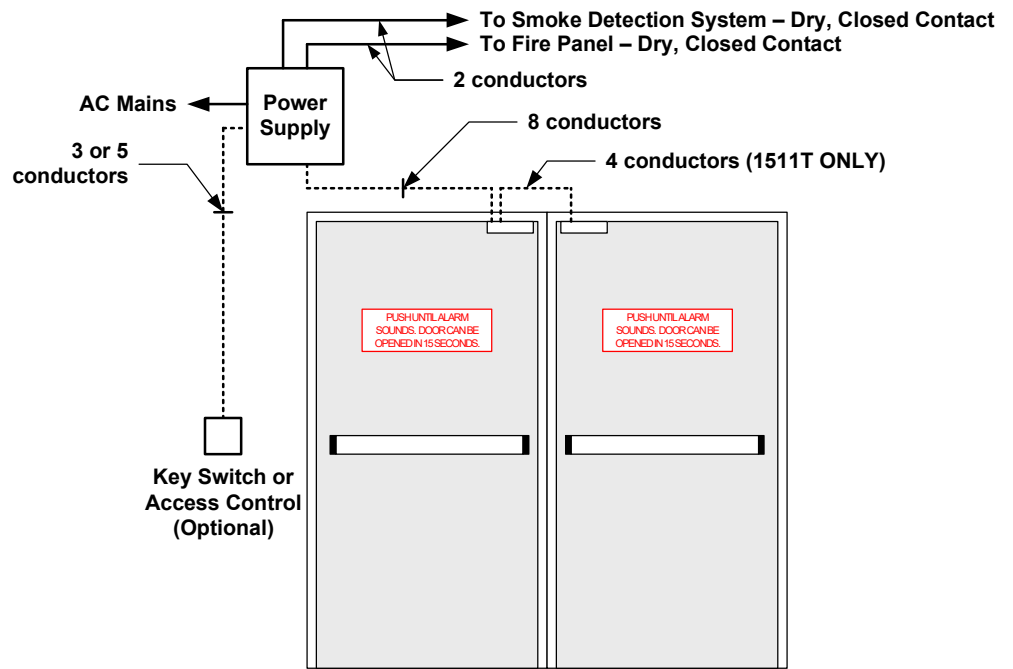 To Smoke Detection System – Dry, Closed Contact
To Fire Panel – Dry, Closed Contact
2 conductors
AC Mains
Power
Supply
8 conductors
3 or 5
conductors
4 conductors (1511T ONLY)
PUSH UNTIL ALARM
SOUNDS. DOOR CAN BE
OPENED IN 15 SECONDS.
PUSH UNTIL ALARM
SOUNDS. DOOR CAN BE
OPENED IN 15 SECONDS.
Key Switch or
Access Control
(Optional)